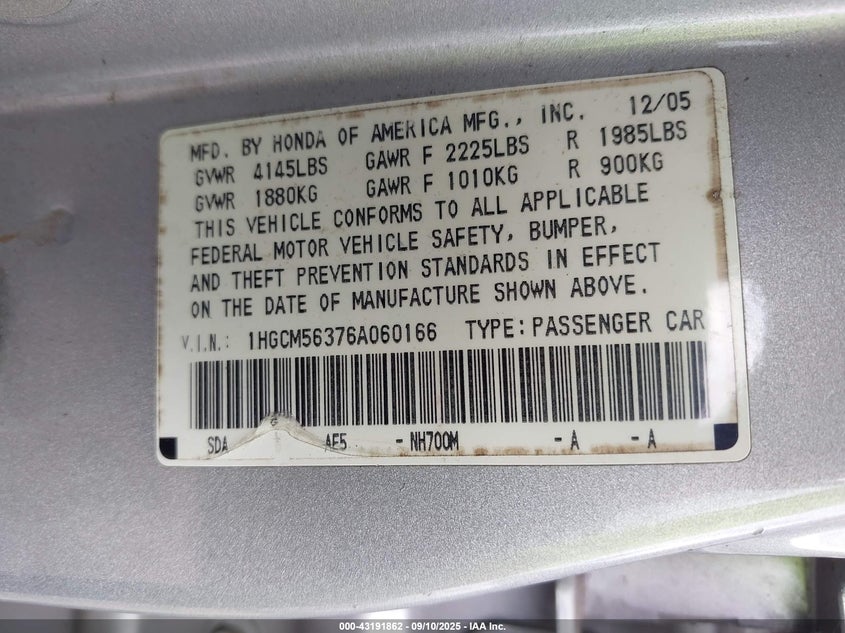 MFD. BY HONDA OF AMERICA MFG., INC. 12/05
GVWR 4145LBS GAWR F 2225LBS R 1985LBS
GVWR 1880KG GAWR F 1010KG R 900KG
THIS VEHICLE CONFORMS TO ALL APPLICABLE
FEDERAL MOTOR VEHICLE SAFETY, BUMPER,
AND THEFT PREVENTION STANDARDS IN EFFECT
ON THE DATE OF MANUFACTURE SHOWN ABOVE.
V.I.N.: 1HGCM56376A060166 TYPE:PASSENGER CAR
SDA AE5 - NH700M - A - A
000-43191862 - 09/10/2025 - IAA Inc.